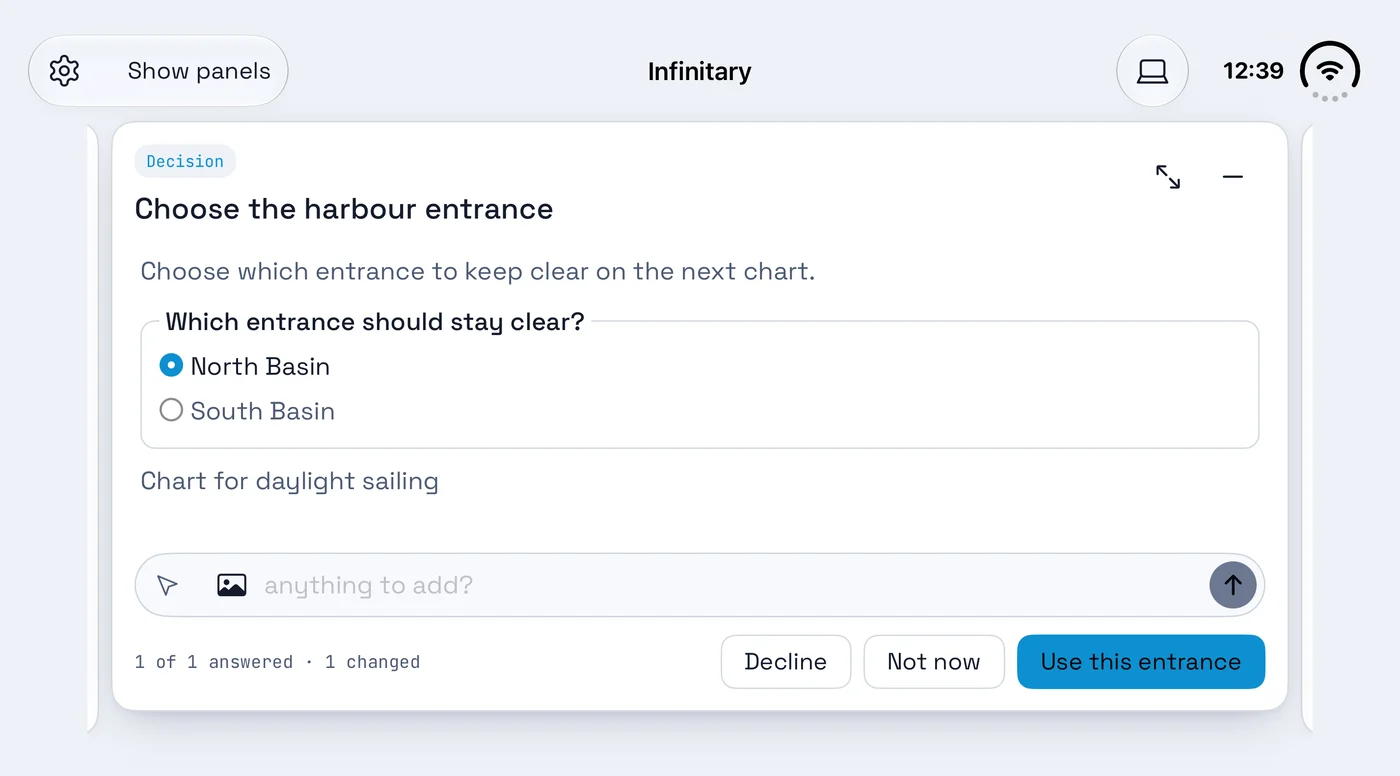 Show panels
Infinitary
12:39
Decision
Choose the harbour entrance
Choose which entrance to keep clear on the next chart.
Which entrance should stay clear?
North Basin
South Basin
Chart for daylight sailing
anything to add?
1 of 1 answered · 1 changed
Decline
Not now
Use this entrance